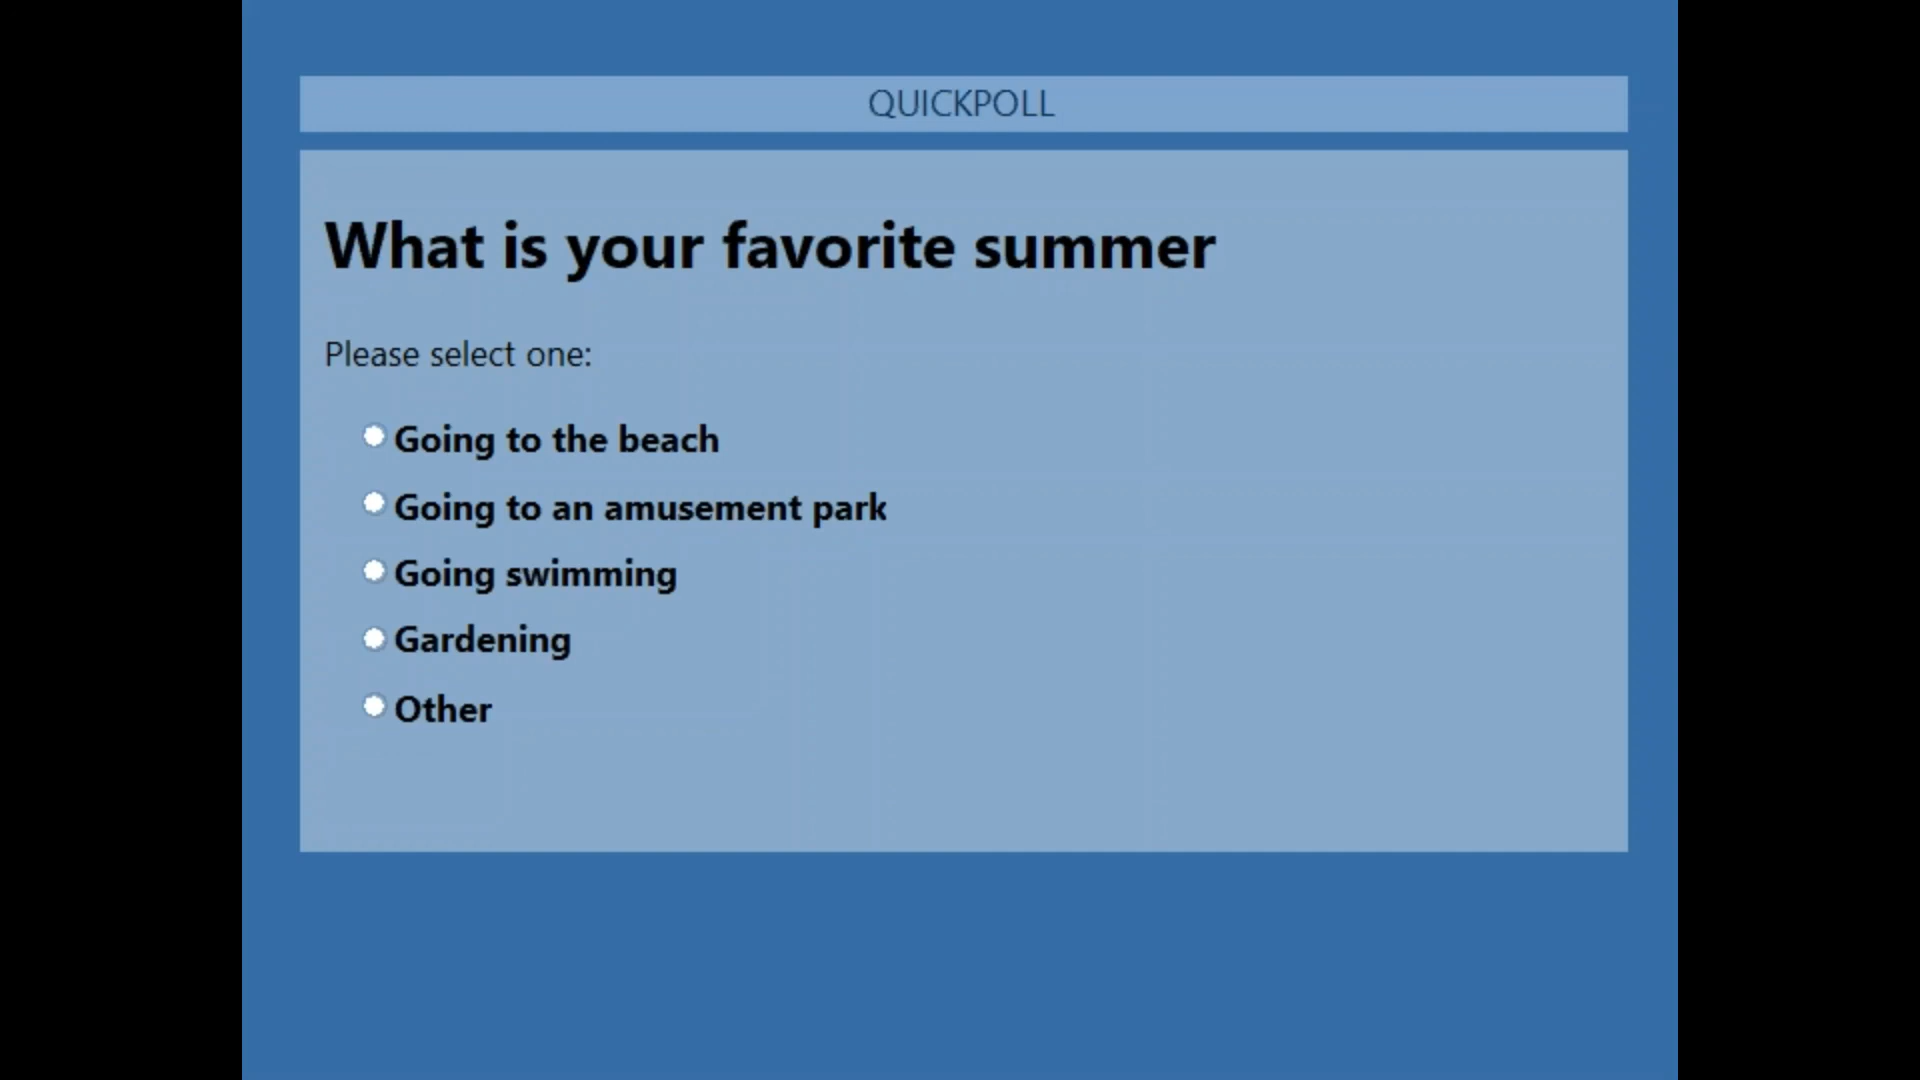 QUICKPOLL
What is your favorite summer
Please select one:
Going to the beach
Going to an amusement park
Going swimming
Gardening
Other